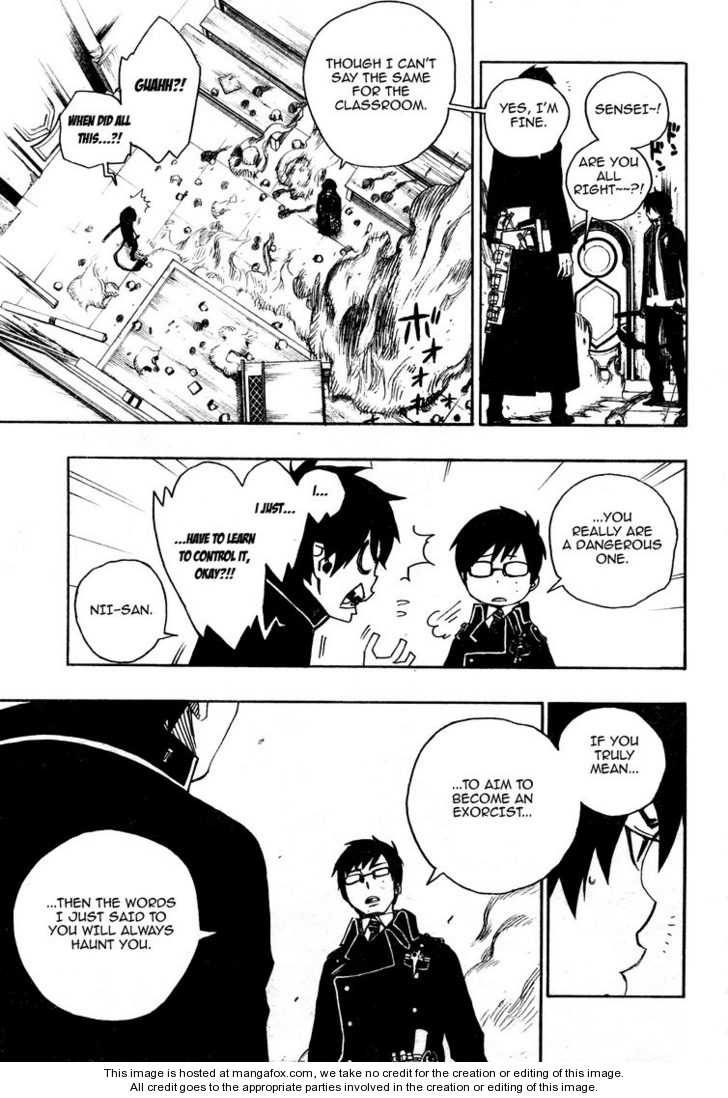 SENSEI~!
ARE YOU
ALL
RIGHT~~?!
YES, I'M
FINE.
THOUGH I CAN'T
SAY THE SAME
FOR THE
CLASSROOM.
GUAHH?!
WHEN DID ALL
THIS...?!
ボオオ
...YOU
REALLY ARE
A DANGEROUS
ONE.
I...
I JUST...
...HAVE TO LEARN
TO CONTROL IT,
OKAY?!!
NII-SAN.
IF YOU
TRULY
MEAN...
...TO AIM TO
BECOME AN
EXORCIST...
...THEN THE WORDS
I JUST SAID TO
YOU WILL ALWAYS
HAUNT YOU.
This image is hosted at mangafox.com, we take no credit for the creation or editing of this image.
All credit goes to the appropriate parties involved in the creation or editing of this image.